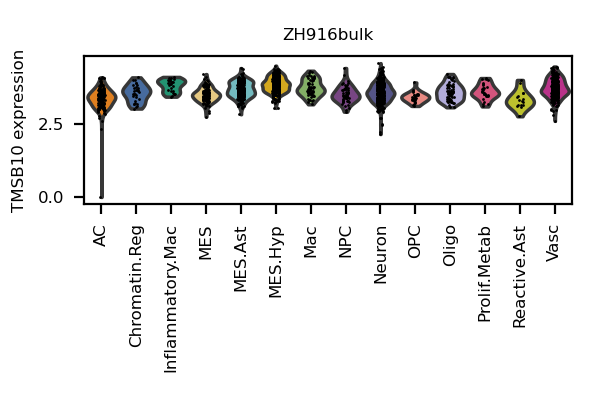 ZH916bulk
TMSB10 expression
2.5
0.0
AC
Chromatin.Reg
Inflammatory.Mac
MES
MES.Ast
MES.Hyp
Mac
NPC
Neuron
OPC
Oligo
Prolif.Metab
Reactive.Ast
Vasc